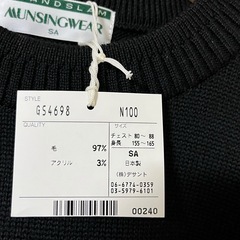 GRANDSLAM
MUNSINGWEAR
SA
STYLE
GS4698
N100
QUALITY
サイズ
毛 97%
アクリル 3%
チェスト 80〜 88
身長 155〜165
SA
日本製
(株)デサント
06-6774-0359
03-5979-6101
00240